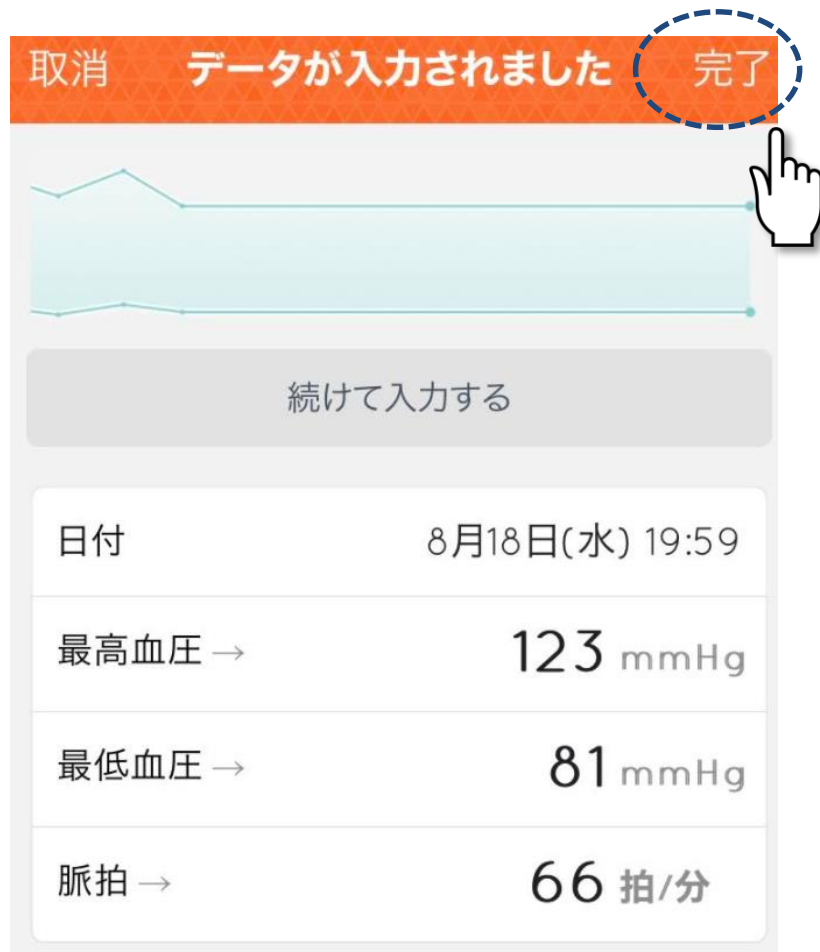 取消 データが入力されました 完了
続けて入力する
日付 8月18日(水) 19:59
最高血圧→ 123 mmHg
最低血圧→ 81 mmHg
脈拍→ 66 拍/分